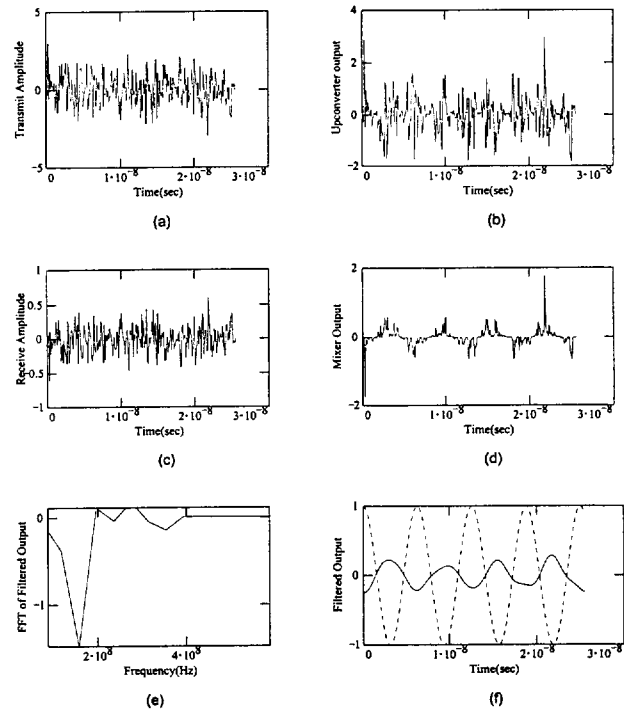 5
0
−5
Transmit Amplitude
0
1·10⁻⁸
2·10⁻⁸
3·10⁻⁸
Time(sec)
(a)
4
2
0
−2
Upconverter output
0
1·10⁻⁸
2·10⁻⁸
3·10⁻⁸
Time(sec)
(b)
1
0.5
0
−0.5
−1
Receive Amplitude
0
1·10⁻⁸
2·10⁻⁸
3·10⁻⁸
Time(sec)
(c)
2
0
−2
Mixer Output
0
1·10⁻⁸
2·10⁻⁸
3·10⁻⁸
Time(sec)
(d)
0
−1
FFT of Filtered Output
2·10⁸
4·10⁸
Frequency(Hz)
(e)
1
0
−1
Filtered Output
0
1·10⁻⁸
2·10⁻⁸
3·10⁻⁸
Time(sec)
(f)